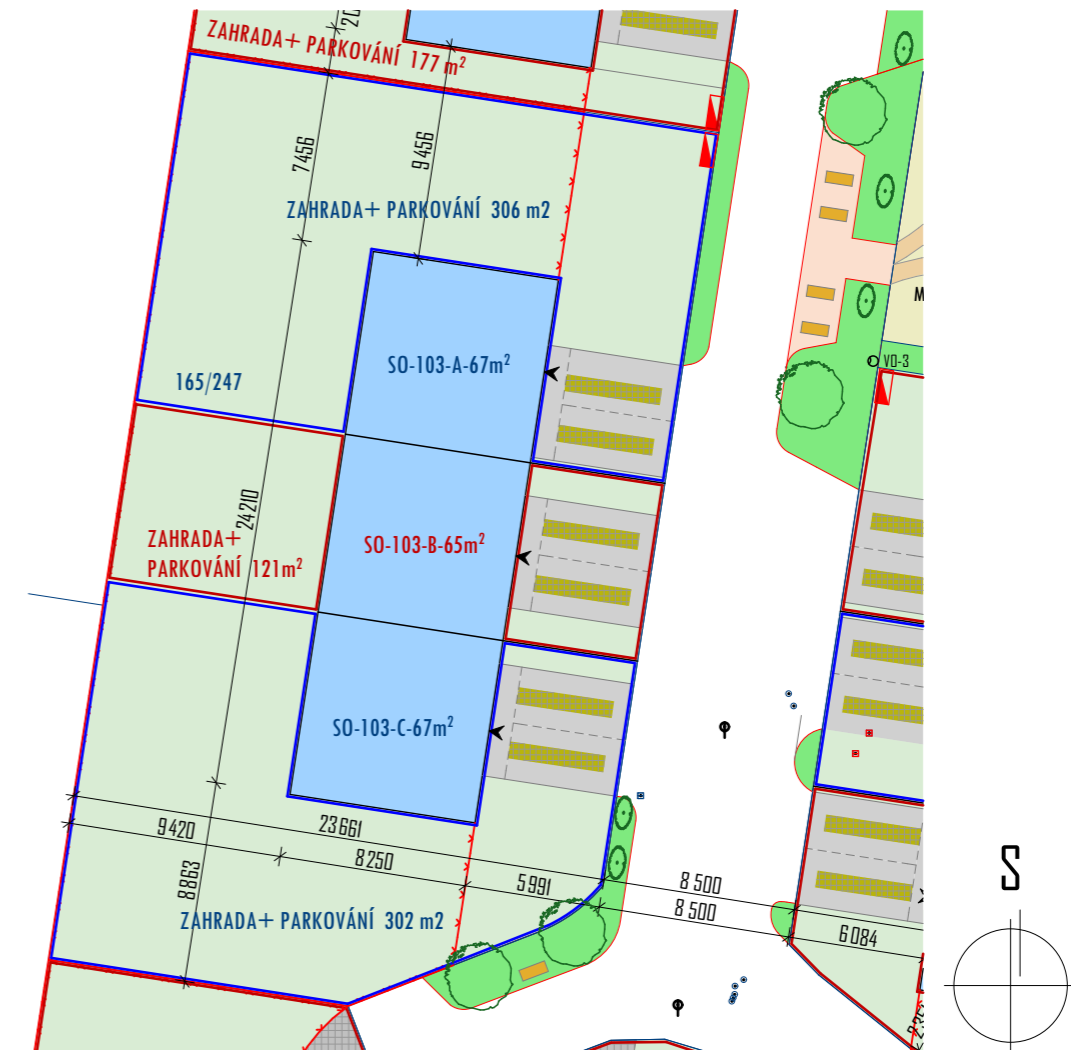 20
ZAHRADA+ PARKOVÁNÍ 177 m²
7456
9456
ZAHRADA+ PARKOVÁNÍ 306 m2
M
VO-3
SO-103-A-67m²
165/247
24210
ZAHRADA+
PARKOVÁNÍ 121m²
SO-103-B-65m²
SO-103-C-67m²
9420
23661
8250
5991
8863
8 500
8 500
6084
ZAHRADA+ PARKOVÁNÍ 302 m2
S